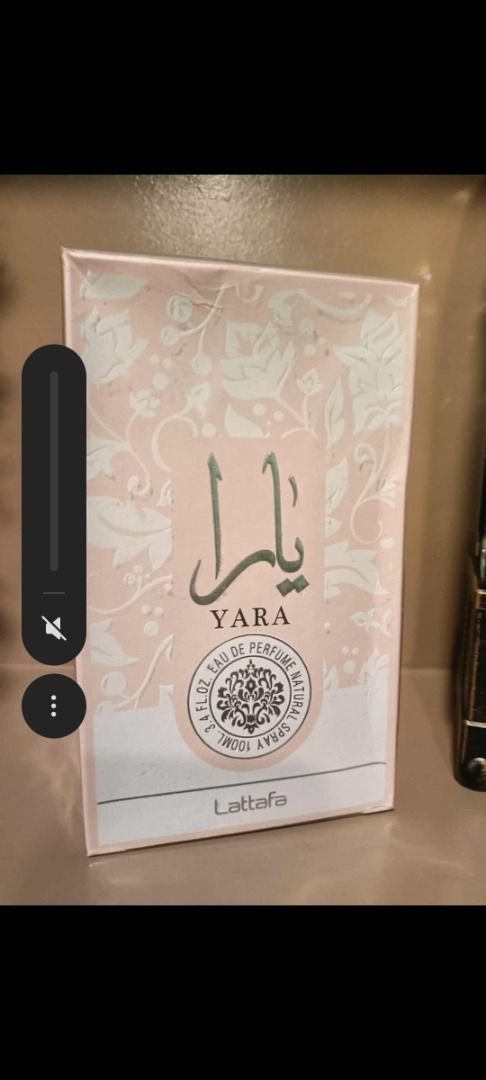 يارا
YARA
EAU DE PERFUME NATURAL SPRAY 100ML. 3.4 FL.OZ.
Lattafa